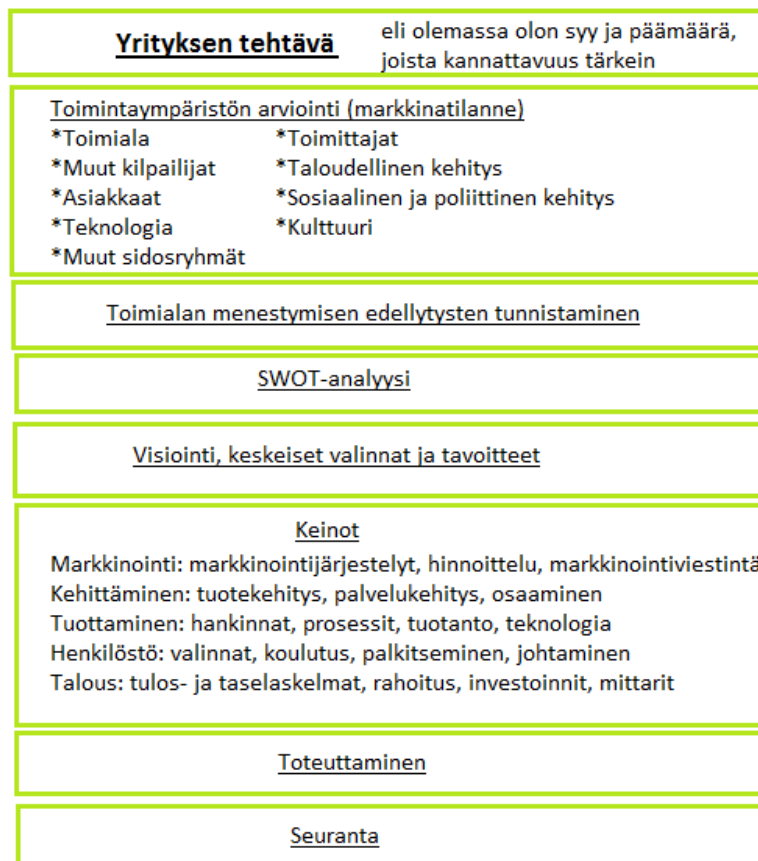 Yrityksen tehtävä
eli olemassa olon syy ja päämäärä,
joista kannattavuus tärkein
Toimintaympäristön arviointi (markkinatilanne)
*Toimiala *Toimittajat
*Muut kilpailijat *Taloudellinen kehitys
*Asiakkaat *Sosiaalinen ja poliittinen kehitys
*Teknologia *Kulttuuri
*Muut sidosryhmät
Toimialan menestymisen edellytysten tunnistaminen
SWOT-analyysi
Visiointi, keskeiset valinnat ja tavoitteet
Keinot
Markkinointi: markkinointijärjestelyt, hinnoittelu, markkinointiviestintä
Kehittäminen: tuotekehitys, palvelukehitys, osaaminen
Tuottaminen: hankinnat, prosessit, tuotanto, teknologia
Henkilöstö: valinnat, koulutus, palkitseminen, johtaminen
Talous: tulos- ja taselaskelmat, rahoitus, investoinnit, mittarit
Toteuttaminen
Seuranta